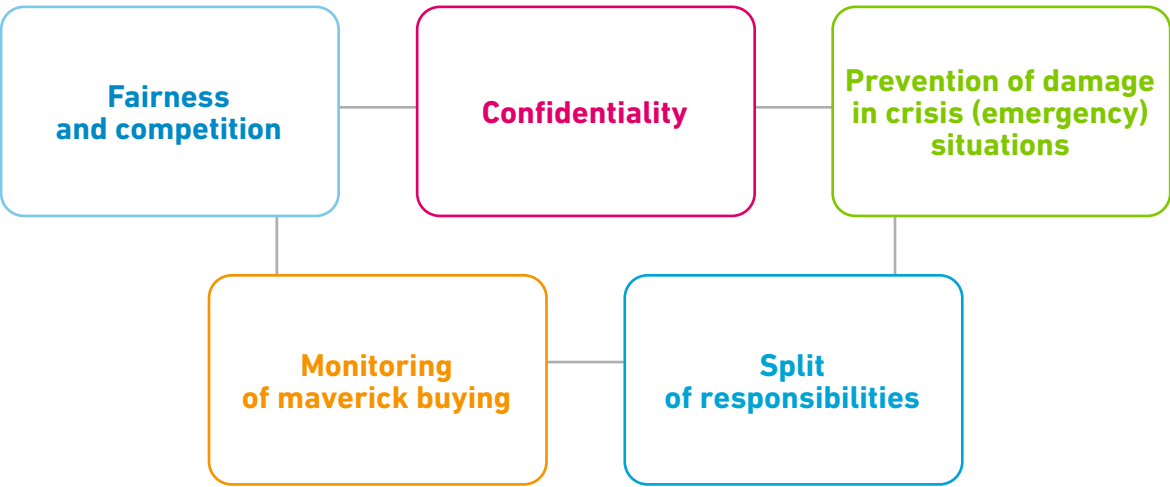 Fairness
and competition
Confidentiality
Prevention of damage
in crisis (emergency)
situations
Monitoring
of maverick buying
Split
of responsibilities